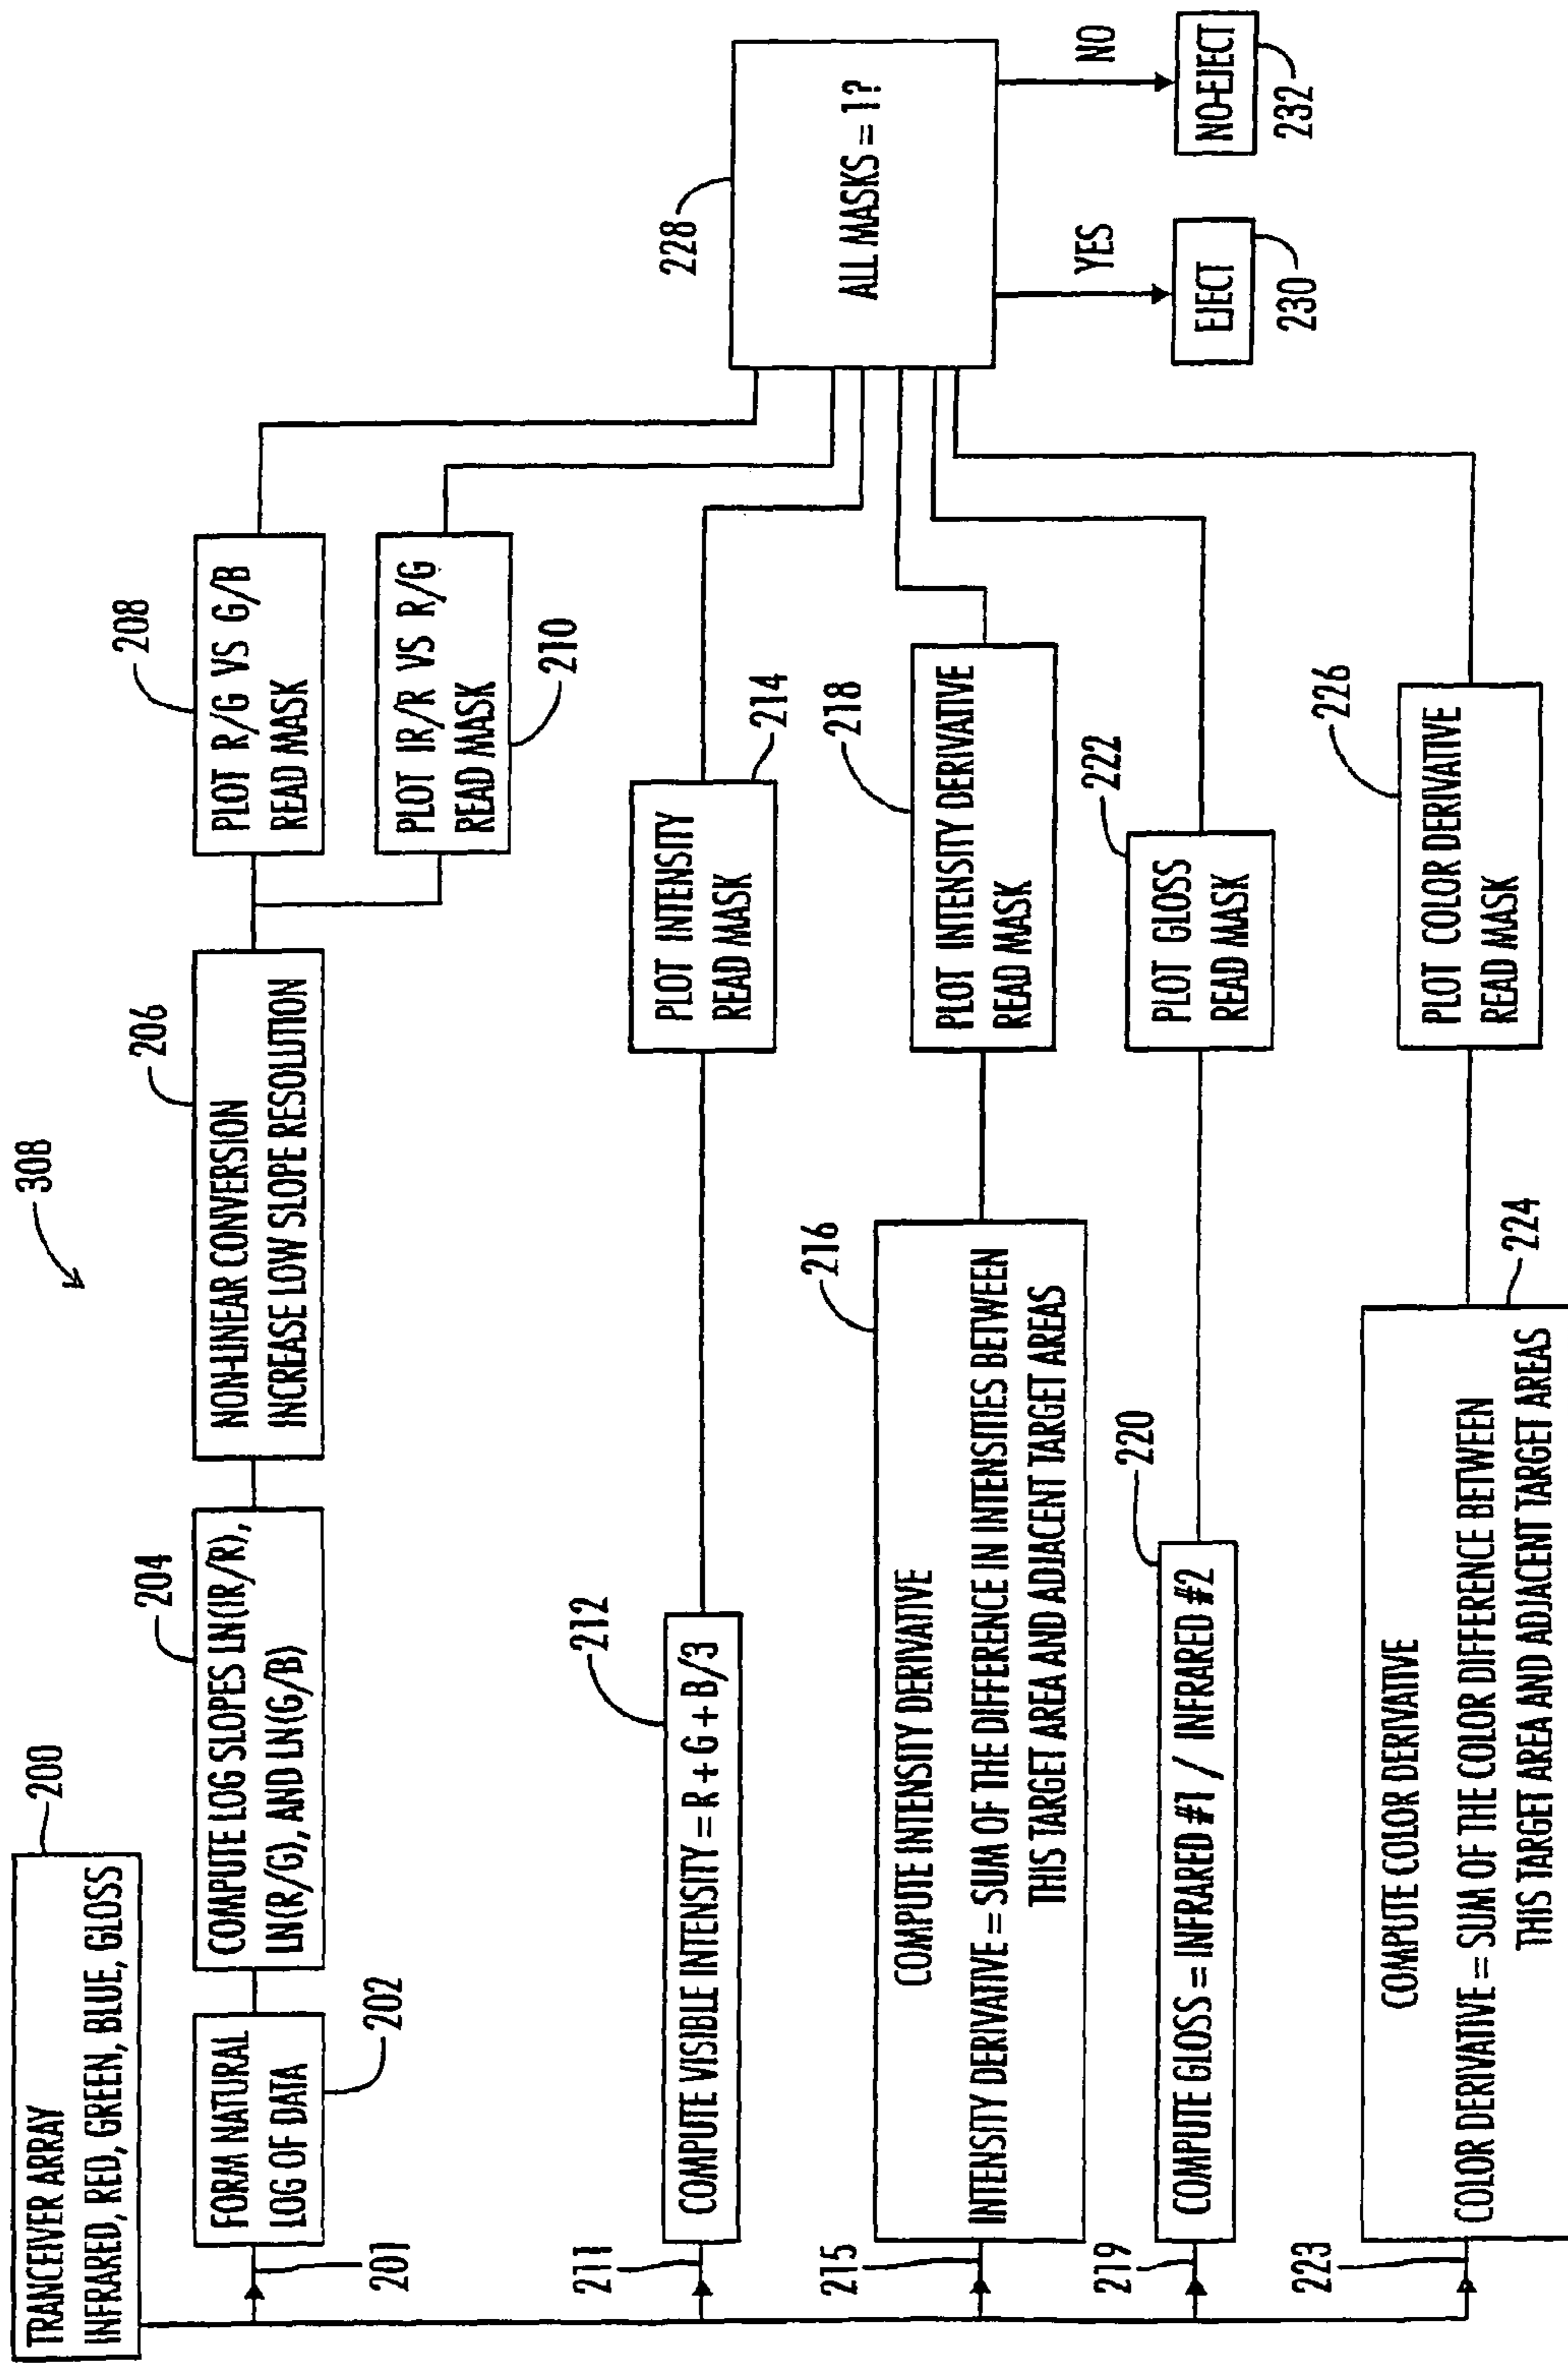 308
TRANCEIVER ARRAY
INFRARED, RED, GREEN, BLUE, GLOSS
200
201
FORM NATURAL
LOG OF DATA
202
COMPUTE LOG SLOPES LN(IR/R),
LN(R/G), AND LN(G/B)
204
NON-LINEAR CONVERSION
INCREASE LOW SLOPE RESOLUTION
206
PLOT R/G VS G/B
READ MASK
208
PLOT IR/R VS R/G
READ MASK
210
211
COMPUTE VISIBLE INTENSITY = R + G + B/3
212
PLOT INTENSITY
READ MASK
214
215
COMPUTE INTENSITY DERIVATIVE
INTENSITY DERIVATIVE = SUM OF THE DIFFERENCE IN INTENSITIES BETWEEN
THIS TARGET AREA AND ADJACENT TARGET AREAS
216
PLOT INTENSITY DERIVATIVE
READ MASK
218
219
COMPUTE GLOSS = INFRARED #1 / INFRARED #2
220
PLOT GLOSS
READ MASK
222
223
COMPUTE COLOR DERIVATIVE
COLOR DERIVATIVE = SUM OF THE COLOR DIFFERENCE BETWEEN
THIS TARGET AREA AND ADJACENT TARGET AREAS
224
PLOT COLOR DERIVATIVE
READ MASK
226
228
ALL MASKS = 1?
YES
NO
EJECT
230
NO-EJECT
232